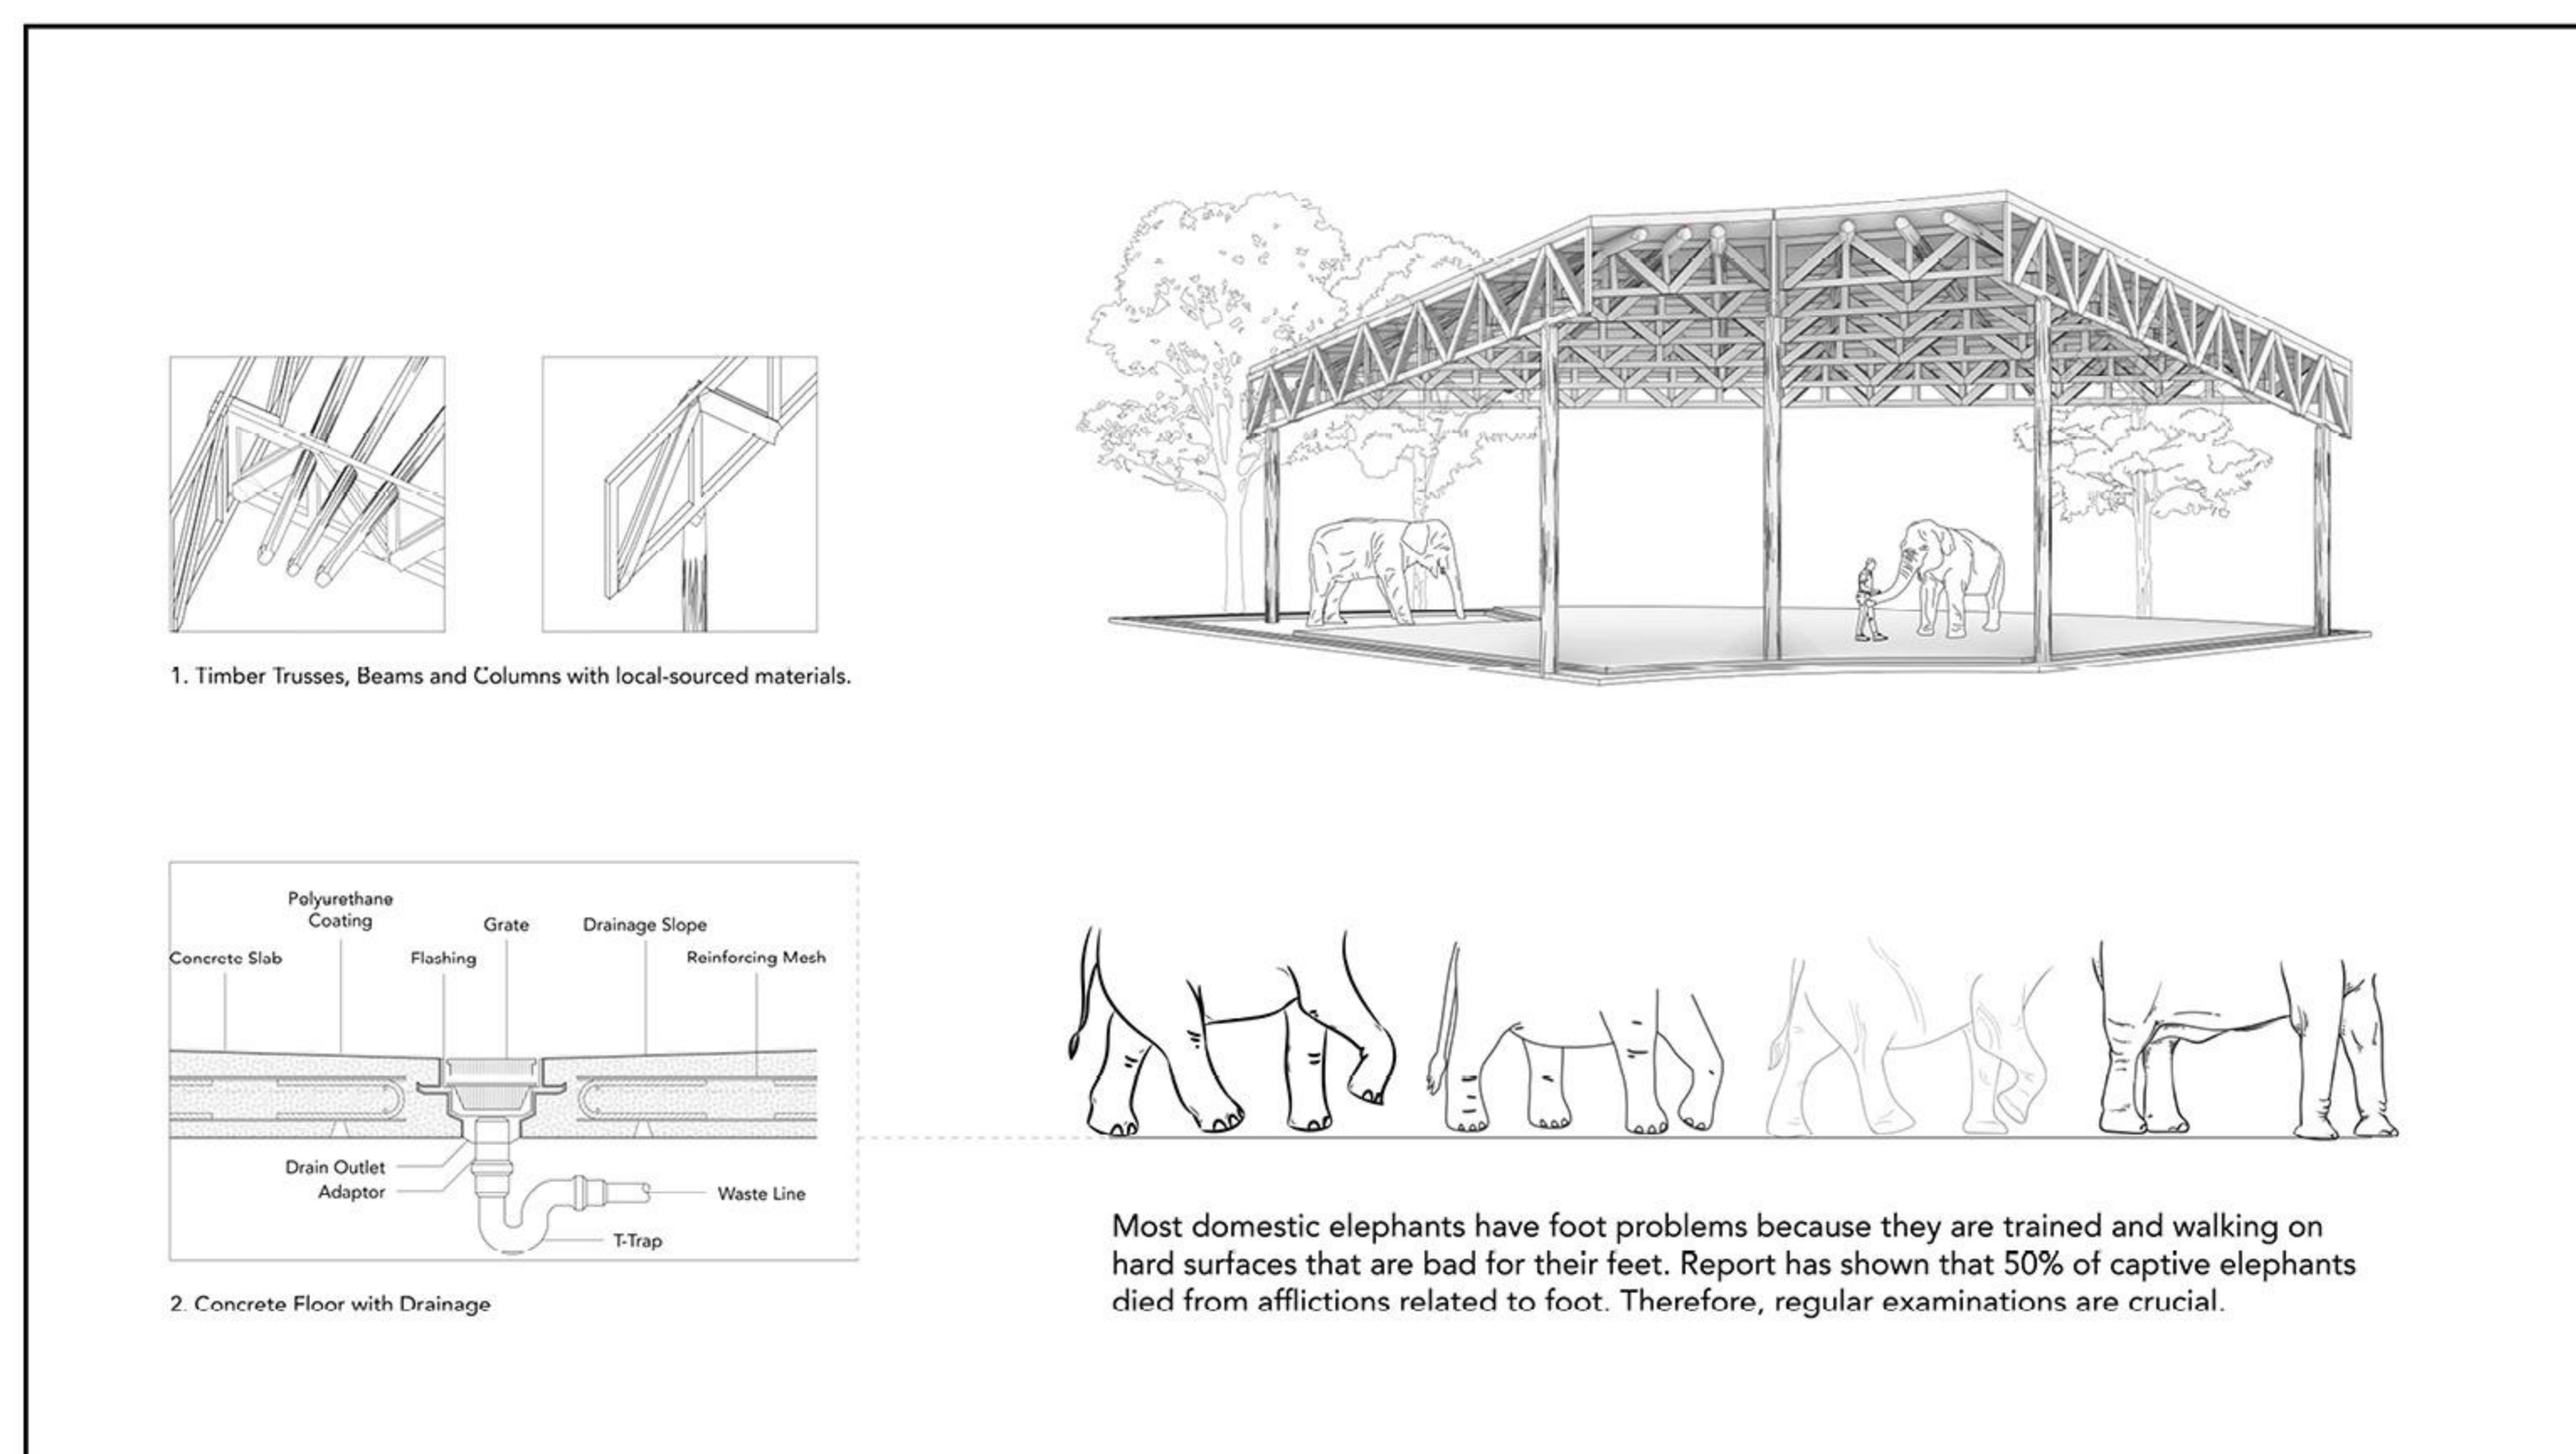 1. Timber Trusses, Beams and Columns with local-sourced materials.
Polyurethane
Coating
Grate
Drainage Slope
Concrete Slab
Flashing
Reinforcing Mesh
Drain Outlet
Adaptor
Waste Line
T-Trap
2. Concrete Floor with Drainage
Most domestic elephants have foot problems because they are trained and walking on
hard surfaces that are bad for their feet. Report has shown that 50% of captive elephants
died from afflictions related to foot. Therefore, regular examinations are crucial.